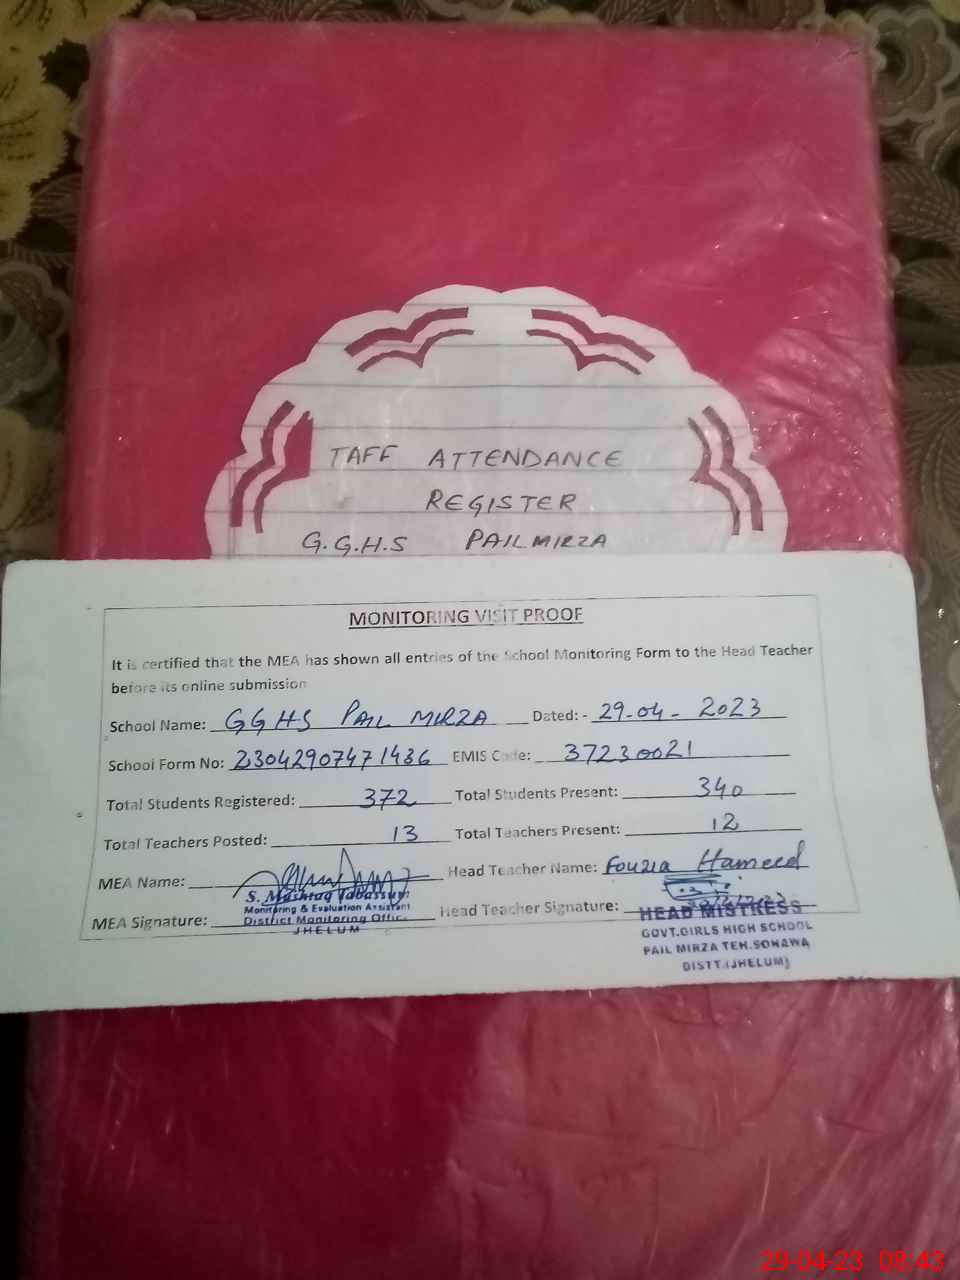 TAFF ATTENDANCE
REGISTER
G.G.H.S PAIL MIRZA
MONITORING VISIT PROOF
It is certified that the MEA has shown all entries of the School Monitoring Form to the Head Teacher
before its online submission
School Name: GGHS PAIL MIRZA Dated: - 29-04-2023
School Form No: 23042907471436 EMIS Code: 37230021
Total Students Registered: 372 Total Students Present: 340
Total Teachers Posted: 13 Total Teachers Present: 12
MEA Name: Head Teacher Name: Fouzia Hameed
S. Mushtaq Tabassum
Monitoring & Evaluation Assistant
MEA Signature: District Monitoring Office Head Teacher Signature:
JHELUM
HEAD MISTRESS
GOVT.GIRLS HIGH SCHOOL
PAIL MIRZA TEH.SOHAWA
DISTT.(JHELUM)
29-04-23 08:43